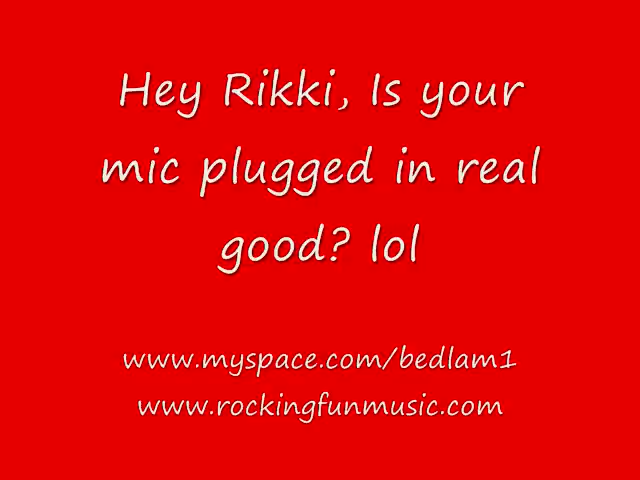 Hey Rikki, Is your
mic plugged in real
good? lol
www.myspace.com/bedlam1
www.rockingfunmusic.com